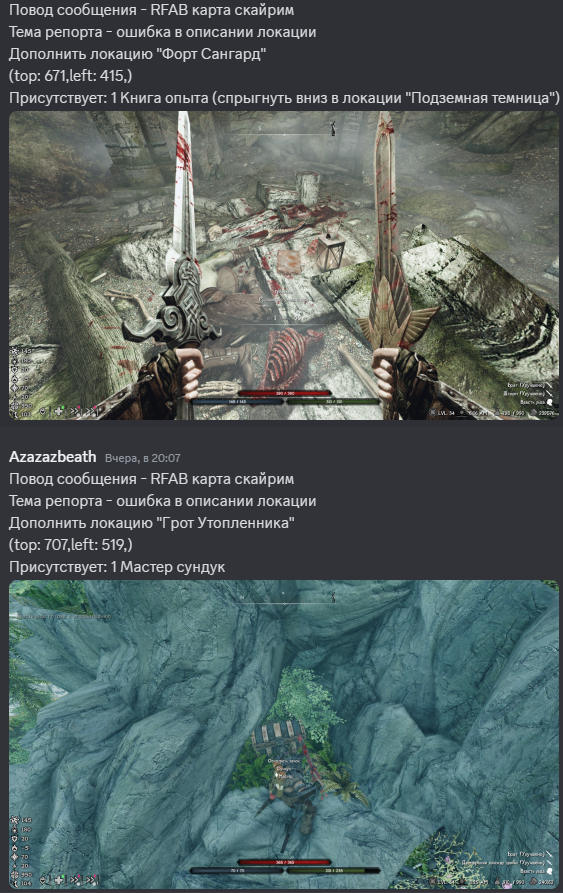 Повод сообщения - RFAB карта скайрим
Тема репорта - ошибка в описании локации
Дополнить локацию "Форт Сангард"
(top: 671,left: 415,)
Присутствует: 1 Книга опыта (спрыгнуть вниз в локации "Подземная темница")
Azazazbeath Вчера, в 20:07
Повод сообщения - RFAB карта скайрим
Тема репорта - ошибка в описании локации
Дополнить локацию "Грот Утопленника"
(top: 707,left: 519,)
Присутствует: 1 Мастер сундук